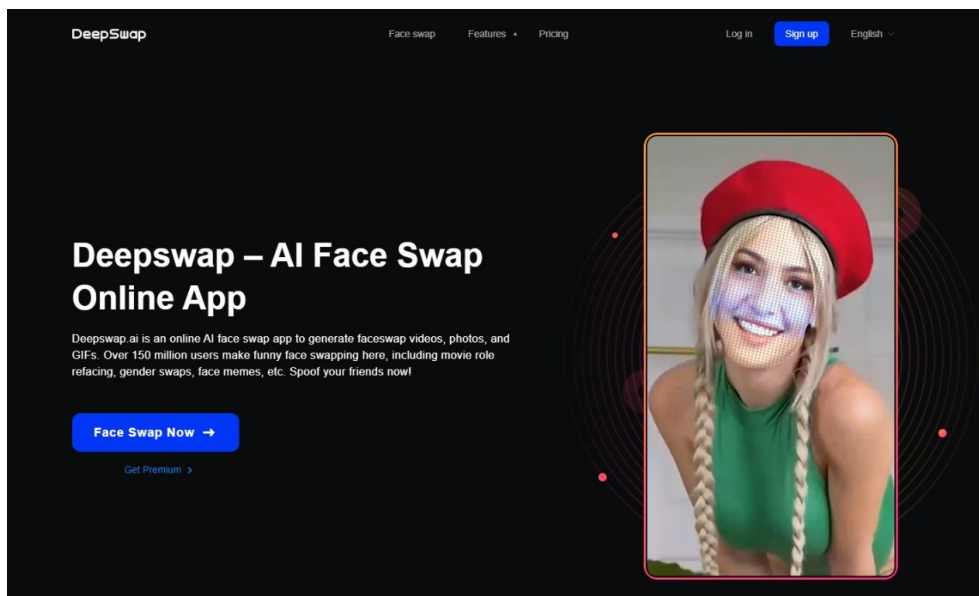 DeepSwap
Face swap
Features
Pricing
Log in
Sign up
English
Deepswap – AI Face Swap
Online App
Deepswap.ai is an online AI face swap app to generate faceswap videos, photos, and
GIFs. Over 150 million users make funny face swapping here, including movie role
refacing, gender swaps, face memes, etc. Spoof your friends now!
Face Swap Now →
Get Premium >